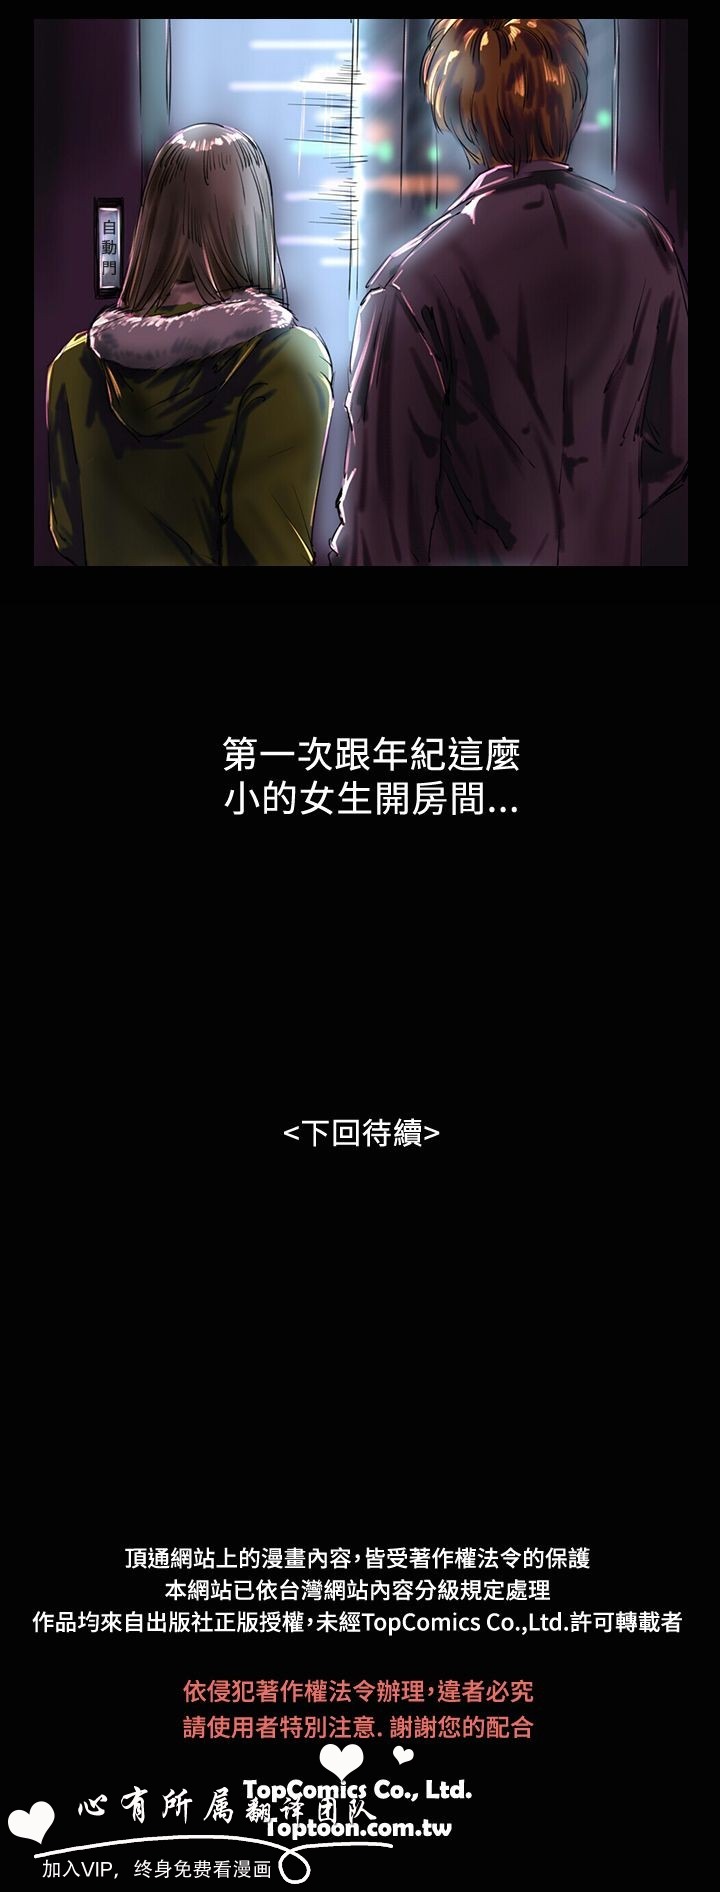 自動門
第一次跟年紀這麼
小的女生開房間...
<下回待續>
頂通網站上的漫畫內容,皆受著作權法令的保護
本網站已依台灣網站內容分級規定處理
作品均來自出版社正版授權,未經TopComics Co.,Ltd.許可轉載者
依侵犯著作權法令辦理,違者必究
請使用者特別注意. 謝謝您的配合
TopComics Co., Ltd.
心有所属翻译团队
Toptoon.com.tw
加入VIP，终身免费看漫画